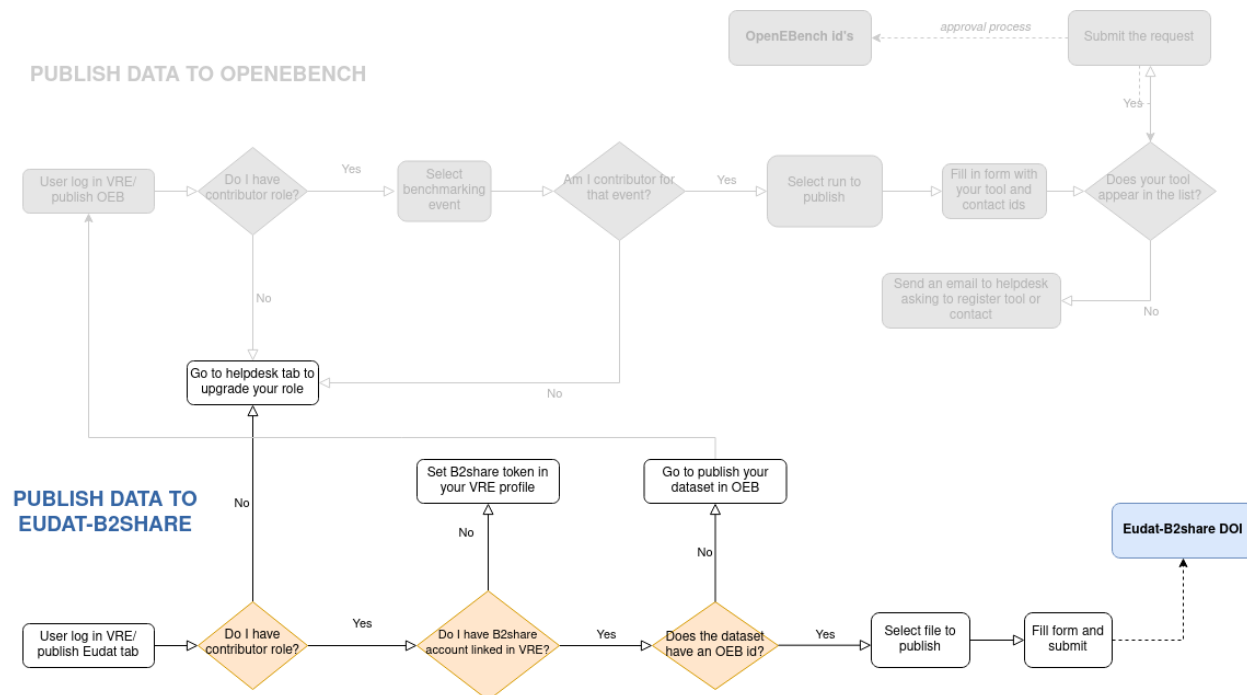 OpenEBench id's
approval process
Submit the request
PUBLISH DATA TO OPENEBENCH
Yes
User log in VRE/
publish OEB
Do I have
contributor role?
Yes
Select
benchmarking
event
Am I contributor for
that event?
Yes
Select run to
publish
Fill in form with
your tool and
contact ids
Does your tool
appear in the list?
No
Send an email to helpdesk
asking to register tool or
contact
No
Go to helpdesk tab to
upgrade your role
No
PUBLISH DATA TO
EUDAT-B2SHARE
No
Set B2share token in
your VRE profile
Go to publish your
dataset in OEB
Eudat-B2share DOI
No
No
User log in VRE/
publish Eudat tab
Do I have
contributor role?
Yes
Do I have B2share
account linked in VRE?
Yes
Does the dataset
have an OEB id?
Yes
Select file to
publish
Fill form and
submit